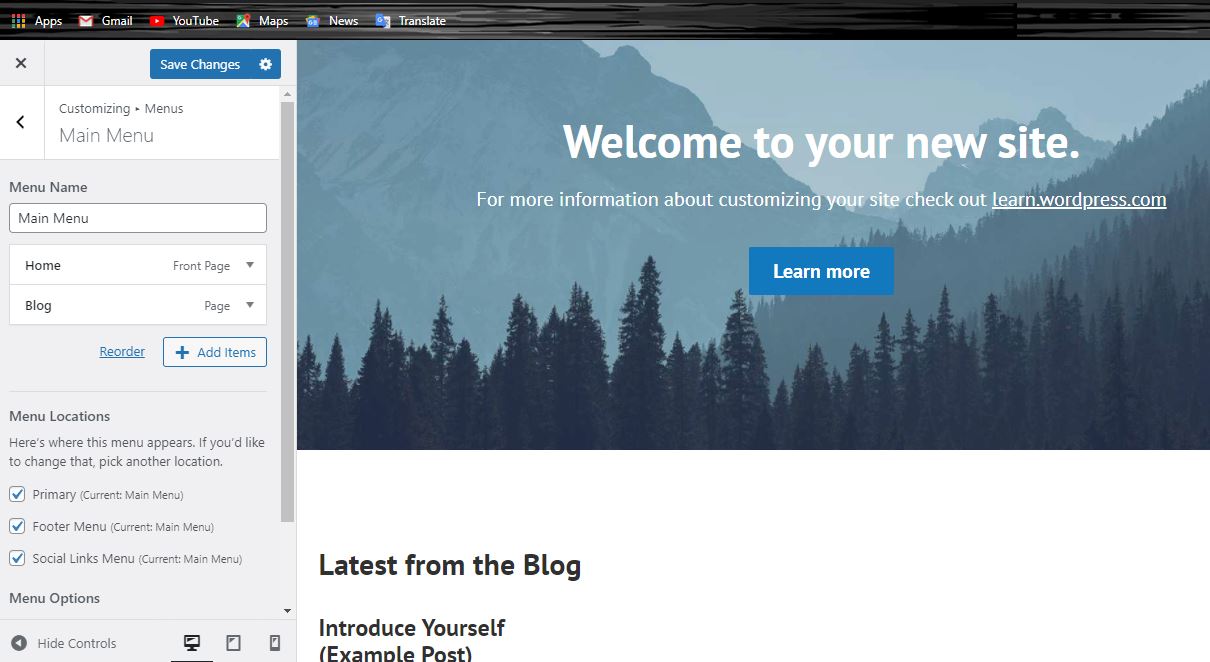 Apps Gmail YouTube Maps News Translate
Save Changes
Customizing ▸ Menus
Main Menu
Menu Name
Main Menu
Home Front Page
Blog Page
Reorder Add Items
Menu Locations
Here's where this menu appears. If you'd like
to change that, pick another location.
Primary (Current: Main Menu)
Footer Menu (Current: Main Menu)
Social Links Menu (Current: Main Menu)
Menu Options
Hide Controls
Welcome to your new site.
For more information about customizing your site check out learn.wordpress.com
Learn more
Latest from the Blog
Introduce Yourself
(Example Post)